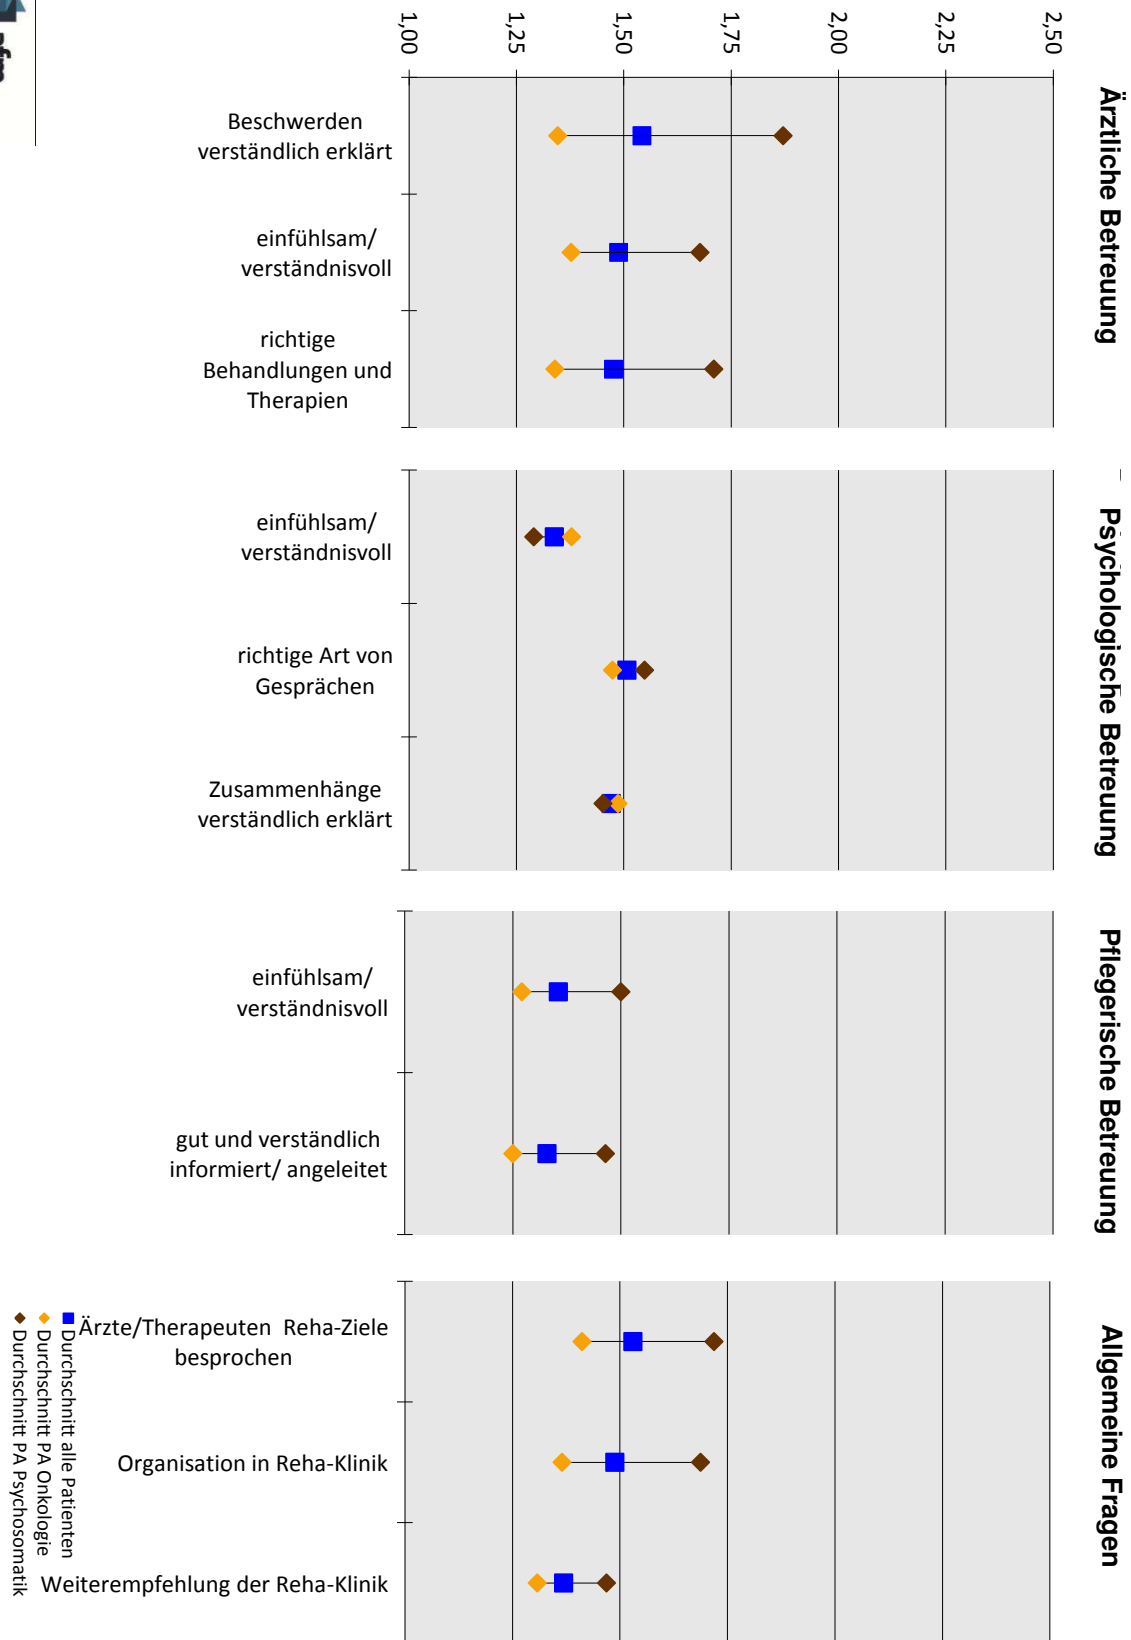 2,50
2,25
2,00
1,75
1,50
1,25
1,00
Ärztliche Betreuung
Beschwerden
verständlich erklärt
einfühlsam/
verständnisvoll
richtige
Behandlungen und
Therapien
Psychologische Betreuung
einfühlsam/
verständnisvoll
richtige Art von
Gesprächen
Zusammenhänge
verständlich erklärt
Pflegerische Betreuung
einfühlsam/
verständnisvoll
gut und verständlich
informiert/ angeleitet
Allgemeine Fragen
Ärzte/Therapeuten Reha-Ziele
besprochen
Organisation in Reha-Klinik
Weiterempfehlung der Reha-Klinik
Durchschnitt alle Patienten
Durchschnitt PA Onkologie
Durchschnitt PA Psychosomatik